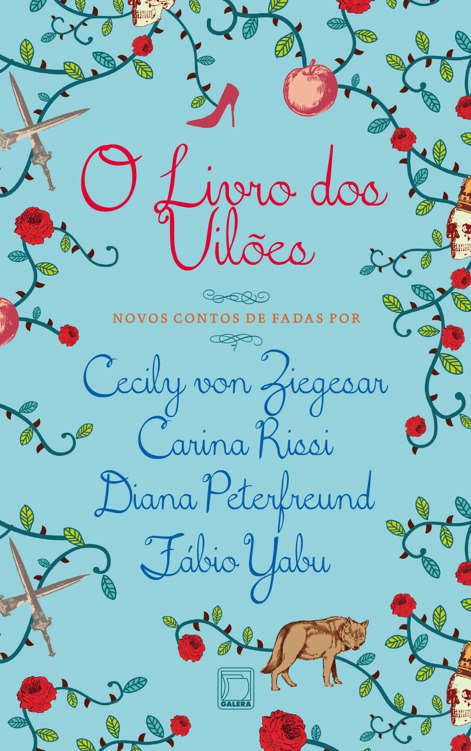 O Livro dos
Vilões
NOVOS CONTOS DE FADAS POR
Cecily von Ziegesar
Carina Rissi
Diana Peterfreund
Fábio Yabu
GALERA